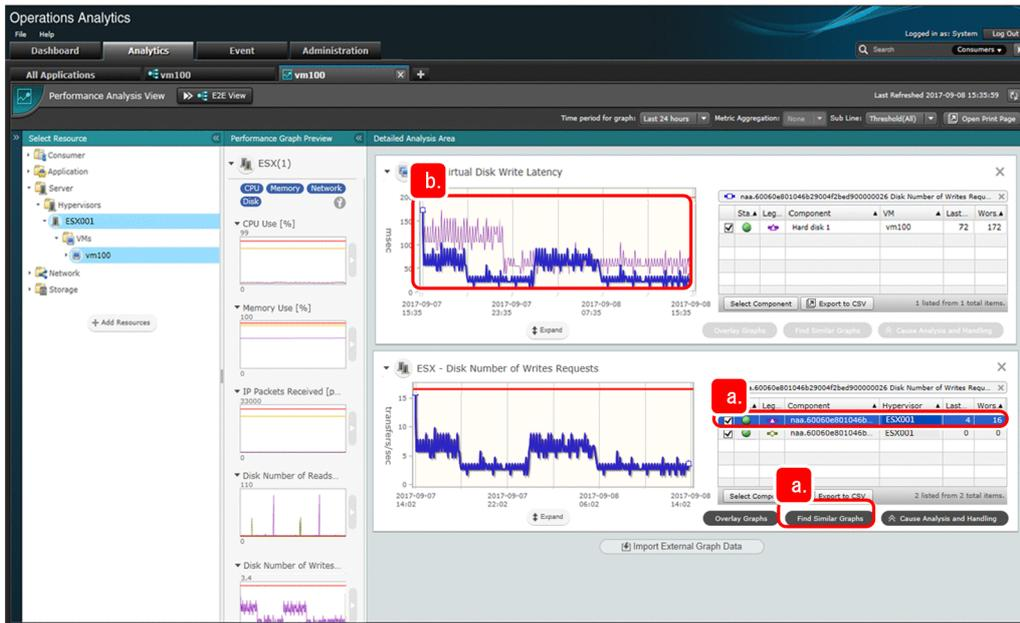 Operations Analytics
File Help
Logged in as: System Log Out
Dashboard Analytics Event Administration
Search Consumers
All Applications vm100 vm100 X +
Performance Analysis View E2E View
Last Refreshed 2017-09-08 15:35:59
Time period for graph: Last 24 hours Metric Aggregation: None Sub Line: Threshold(All) Open Print Page
Select Resource
Consumer
Application
Server
Hypervisors
ESX001
VMs
vm100
Network
Storage
+ Add Resources
Performance Graph Preview
ESX(1)
CPU Memory Network
Disk
CPU Use [%]
99
0
Memory Use [%]
100
0
IP Packets Received [p...
33000
0
Disk Number of Reads...
110
0
Disk Number of Writes...
3.4
Detailed Analysis Area
b.
irtual Disk Write Latency
msec
20
150
100
50
0
2017-09-07 2017-09-07 2017-09-08 2017-09-08
15:35 23:35 07:35 15:35
Expand
naa.60060e801046b29004f2bed900000026 Disk Number of Writes Requ...
Sta. Leg... Component VM Last... Wors.
Hard disk 1 vm100 72 172
Select Component Export to CSV 1 listed from 1 total items.
Overlay Graphs Find Similar Graphs Cause Analysis and Handling
ESX - Disk Number of Writes Requests
transfers/sec
15
10
5
0
2017-09-07 2017-09-07 2017-09-08 2017-09-08
14:02 22:02 06:02 14:02
Expand
a.
a.60060e801046b29004f2bed900000026 Disk Number of Writes Requ...
Leg... Component Hypervisor Last... Wors.
naa.60060e801046b... ESX001 4 16
naa.60060e801046b... ESX001 0 0
a.
Select Compo Export to CSV 2 listed from 2 total items.
Overlay Graphs Find Similar Graphs Cause Analysis and Handling
Import External Graph Data